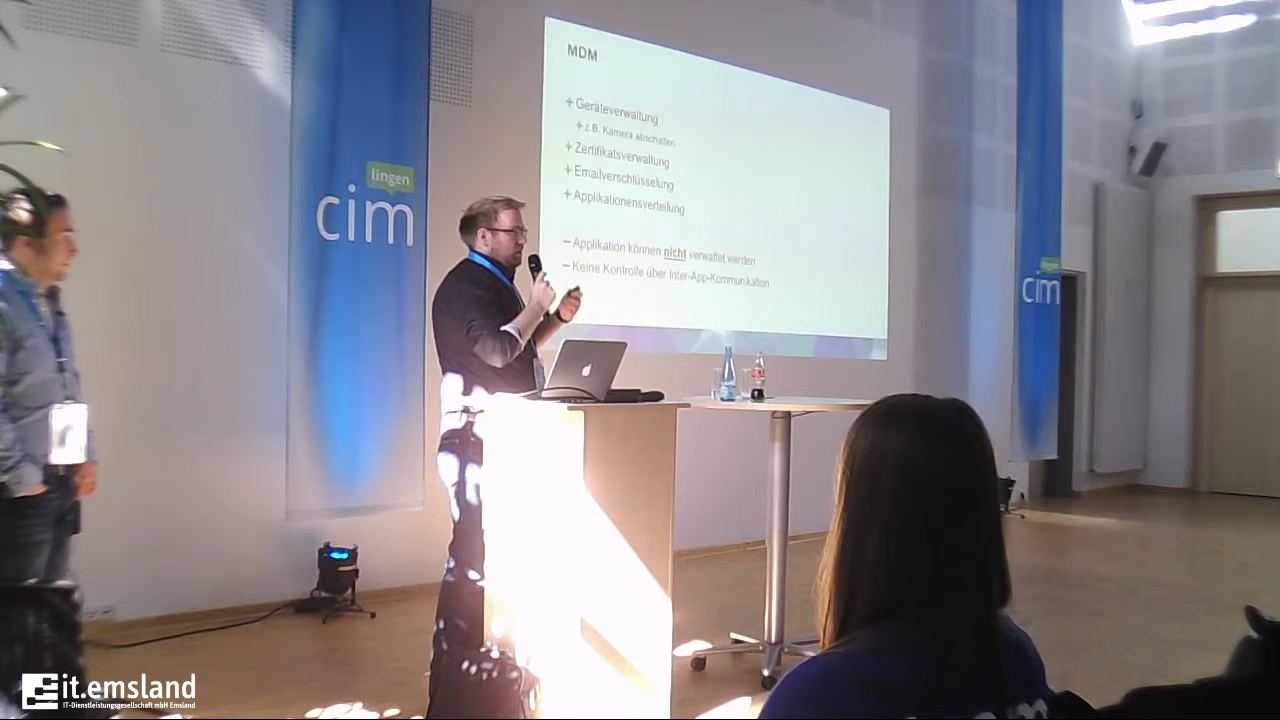 MDM
+ Geräteverwaltung
+ z.B. Kamera abschalten
+ Zertifikatsverwaltung
+ Emailverschlüsselung
+ Applikationensverteilung
– Applikation können nicht verwaltet werden
– Keine Kontrolle über Inter-App-Kommunikation
lingen
cim
lingen
cim
it.emsland
IT-Dienstleistungsgesellschaft mbH Emsland